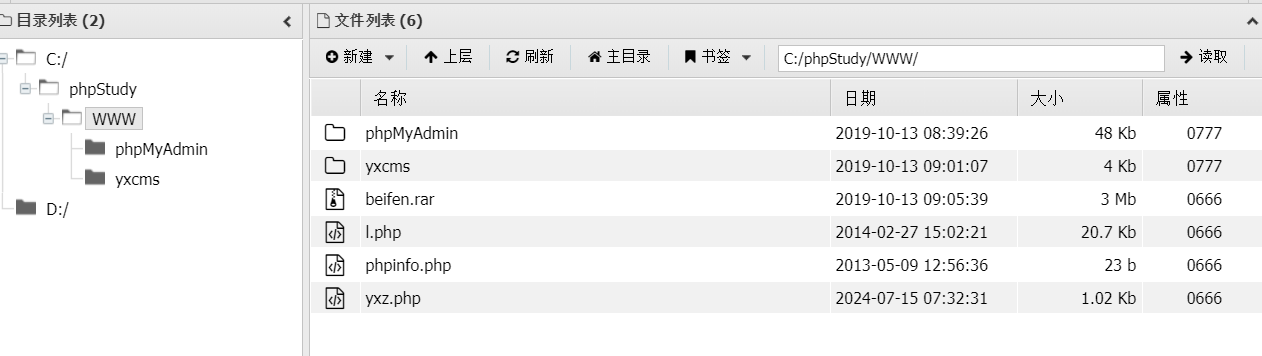 目录列表 (2)
C:/
phpStudy
WWW
phpMyAdmin
yxcms
D:/
文件列表 (6)
新建 上层 刷新 主目录 书签 C:/phpStudy/WWW/ 读取
名称 日期 大小 属性
phpMyAdmin 2019-10-13 08:39:26 48 Kb 0777
yxcms 2019-10-13 09:01:07 4 Kb 0777
beifen.rar 2019-10-13 09:05:39 3 Mb 0666
l.php 2014-02-27 15:02:21 20.7 Kb 0666
phpinfo.php 2013-05-09 12:56:36 23 b 0666
yxz.php 2024-07-15 07:32:31 1.02 Kb 0666